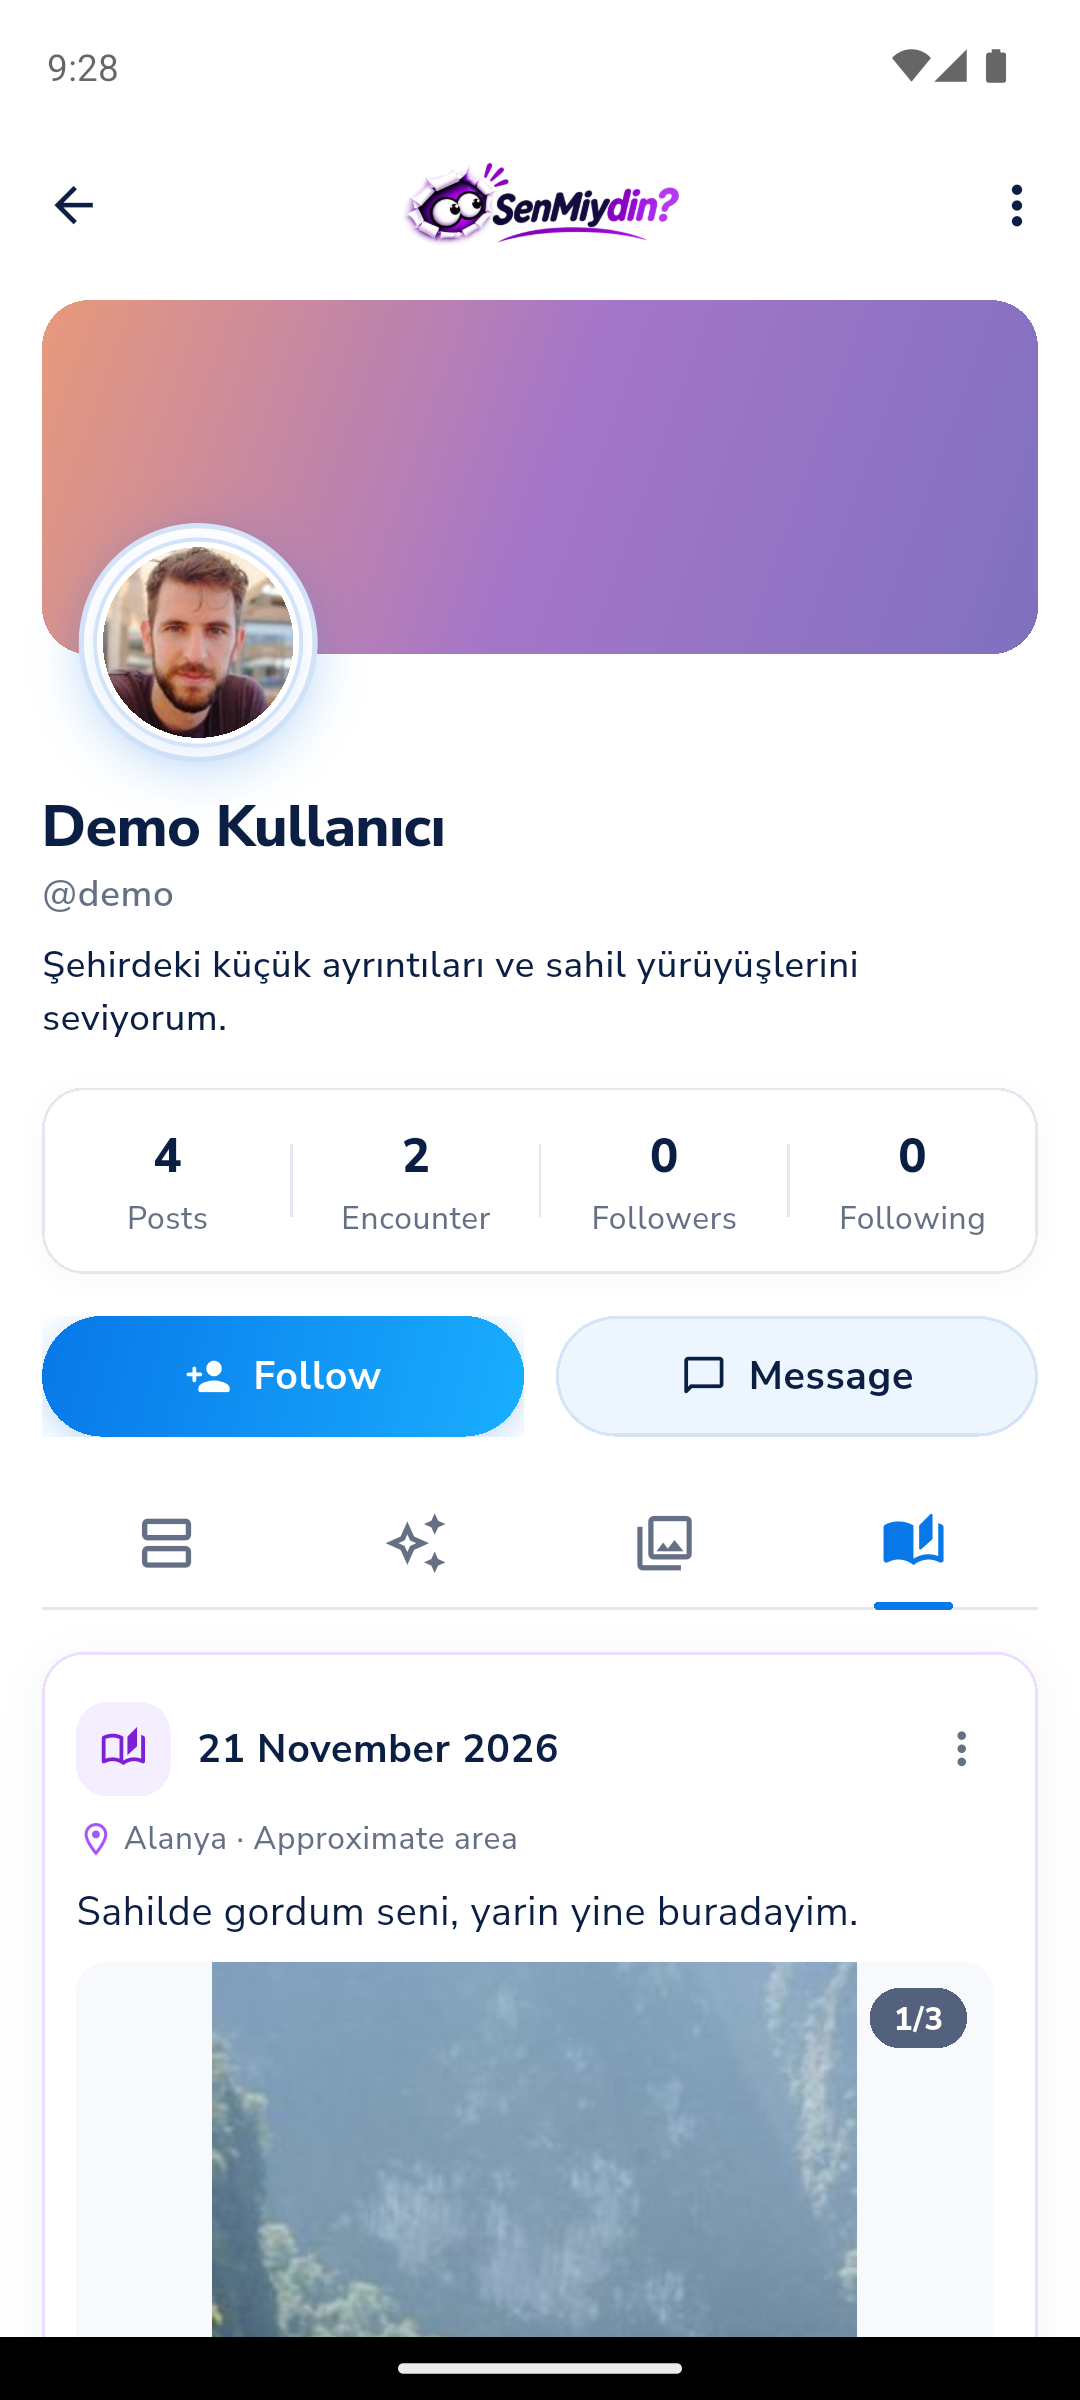 9:28
SenMiydin?
Demo Kullanıcı
@demo
Şehirdeki küçük ayrıntıları ve sahil yürüyüşlerini
seviyorum.
4 2 0 0
Posts Encounter Followers Following
Follow Message
21 November 2026
Alanya · Approximate area
Sahilde gordum seni, yarin yine buradayim.
1/3